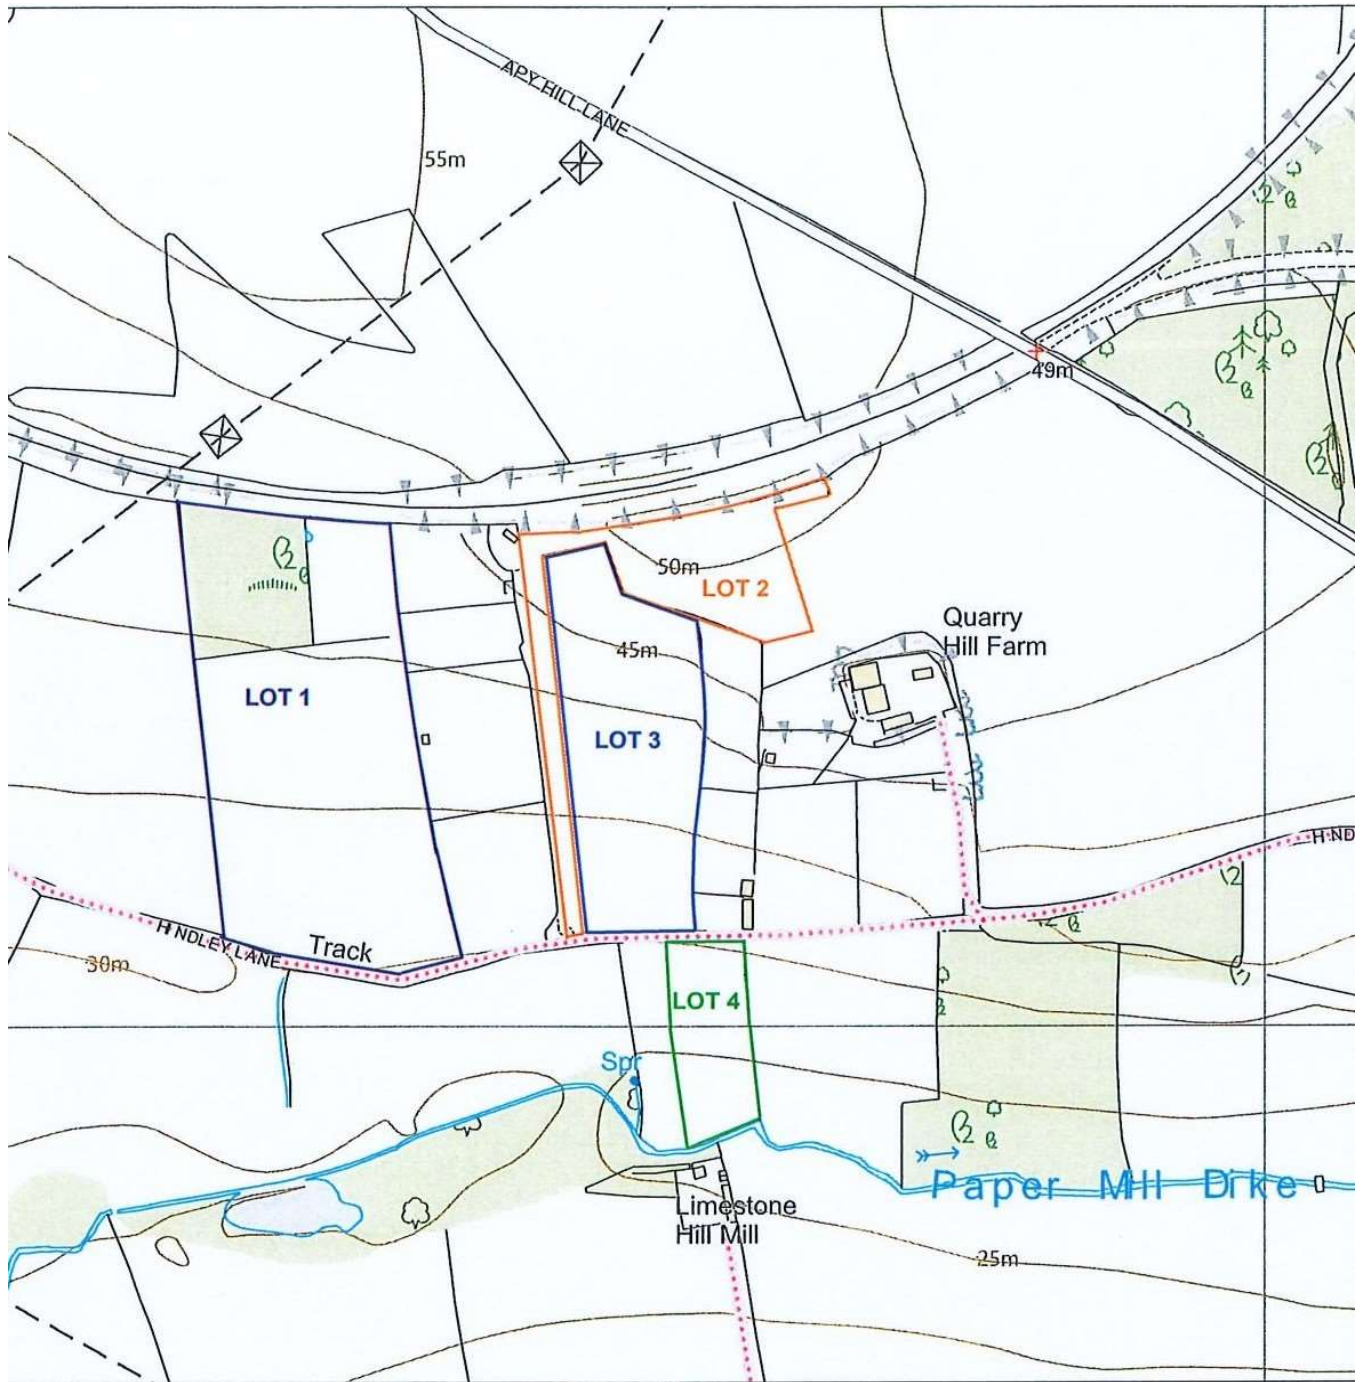 APY HILL LANE
55m
49m
50m
LOT 2
Quarry
Hill Farm
45m
LOT 1
LOT 3
HIND
HINDLEY LANE
Track
30m
LOT 4
Spr
Paper Mill Dike
Limestone
Hill Mill
25m